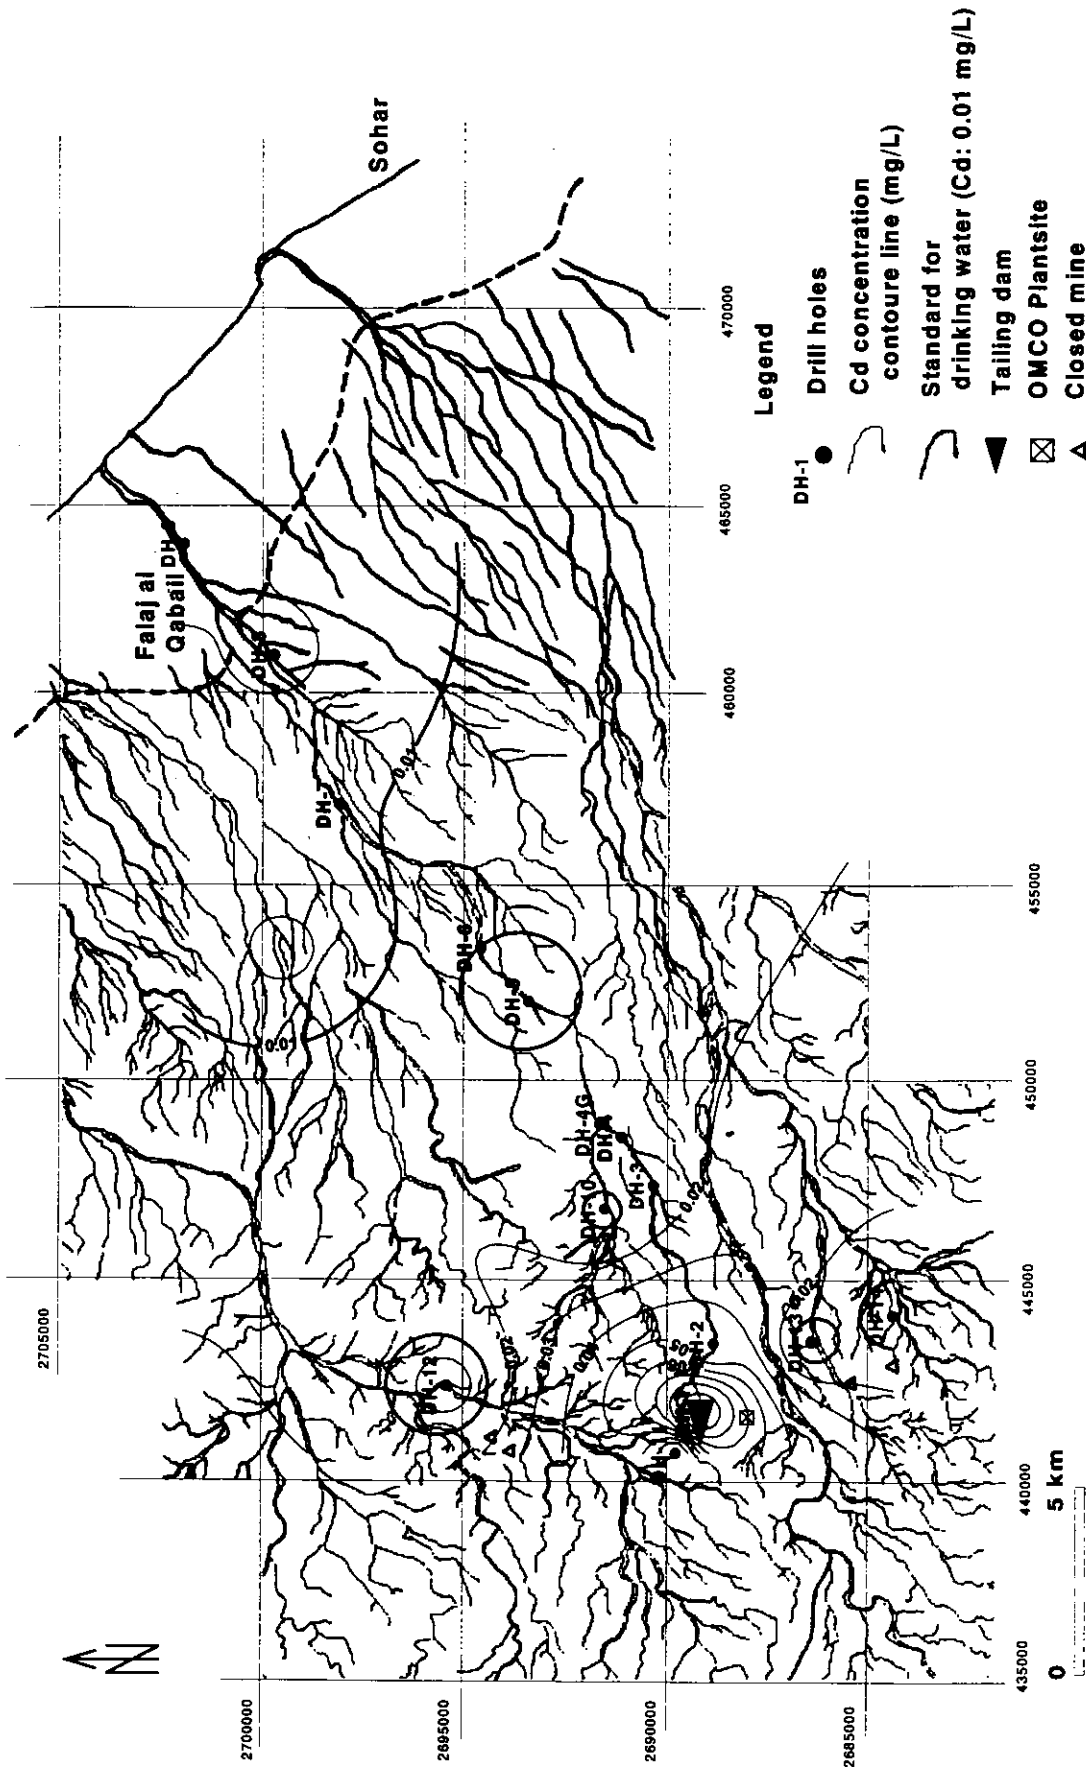 Sohar
Falaj al
Qabail
DH-7
DH-6
DH-4G
DH-10
DH-3
DH-2
DH-12
DH-13
0.01
0.01
0.02
0.02
0.02
2705000
2700000
2695000
2690000
2685000
435000
440000
445000
450000
455000
460000
465000
470000
N
0 5 km
Legend
DH-1 Drill holes
Cd concentration
contoure line (mg/L)
Standard for
drinking water (Cd: 0.01 mg/L)
Tailing dam
OMCO Plantsite
Closed mine